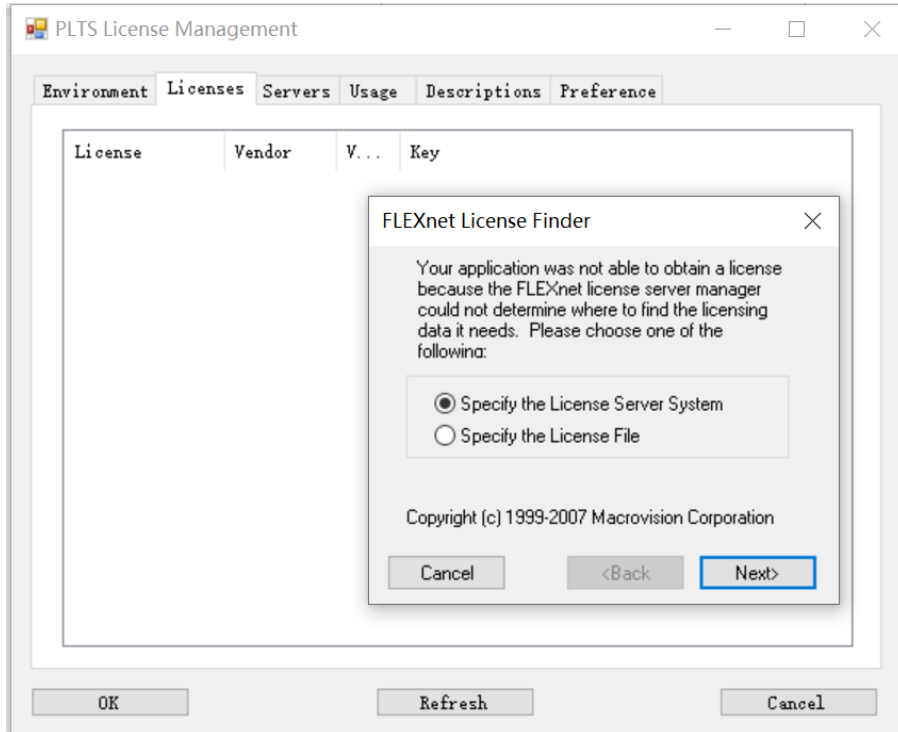 PLTS License Management
Environment Licenses Servers Usage Descriptions Preference
License Vendor V... Key
FLEXnet License Finder
Your application was not able to obtain a license
because the FLEXnet license server manager
could not determine where to find the licensing
data it needs. Please choose one of the
following:
Specify the License Server System
Specify the License File
Copyright (c) 1999-2007 Macrovision Corporation
Cancel <Back Next>
OK Refresh Cancel